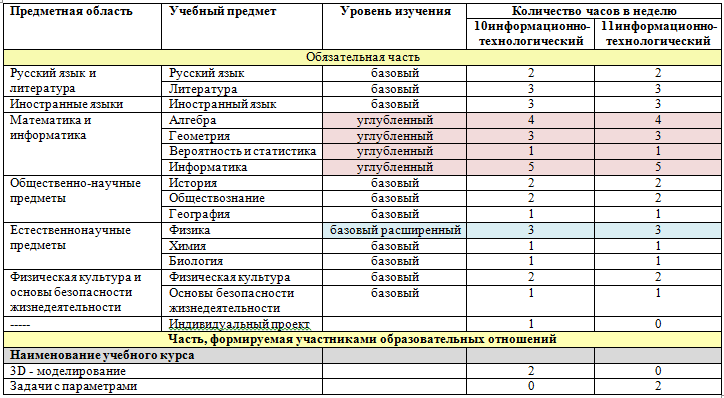 Предметная область Учебный предмет Уровень изучения Количество часов в неделю
10информационно-технологический 11информационно-технологический
Обязательная часть
Русский язык и литература Русский язык базовый 2 2
Литература базовый 3 3
Иностранные языки Иностранный язык базовый 3 3
Математика и информатика Алгебра углубленный 4 4
Геометрия углубленный 3 3
Вероятность и статистика углубленный 1 1
Информатика углубленный 5 5
Общественно-научные предметы История базовый 2 2
Обществознание базовый 2 2
География базовый 1 1
Естественнонаучные предметы Физика базовый расширенный 3 3
Химия базовый 1 1
Биология базовый 1 1
Физическая культура и основы безопасности жизнедеятельности Физическая культура базовый 2 2
Основы безопасности жизнедеятельности базовый 1 1
----- Индивидуальный проект 1 0
Часть, формируемая участниками образовательных отношений
Наименование учебного курса
3D - моделирование 2 0
Задачи с параметрами 0 2